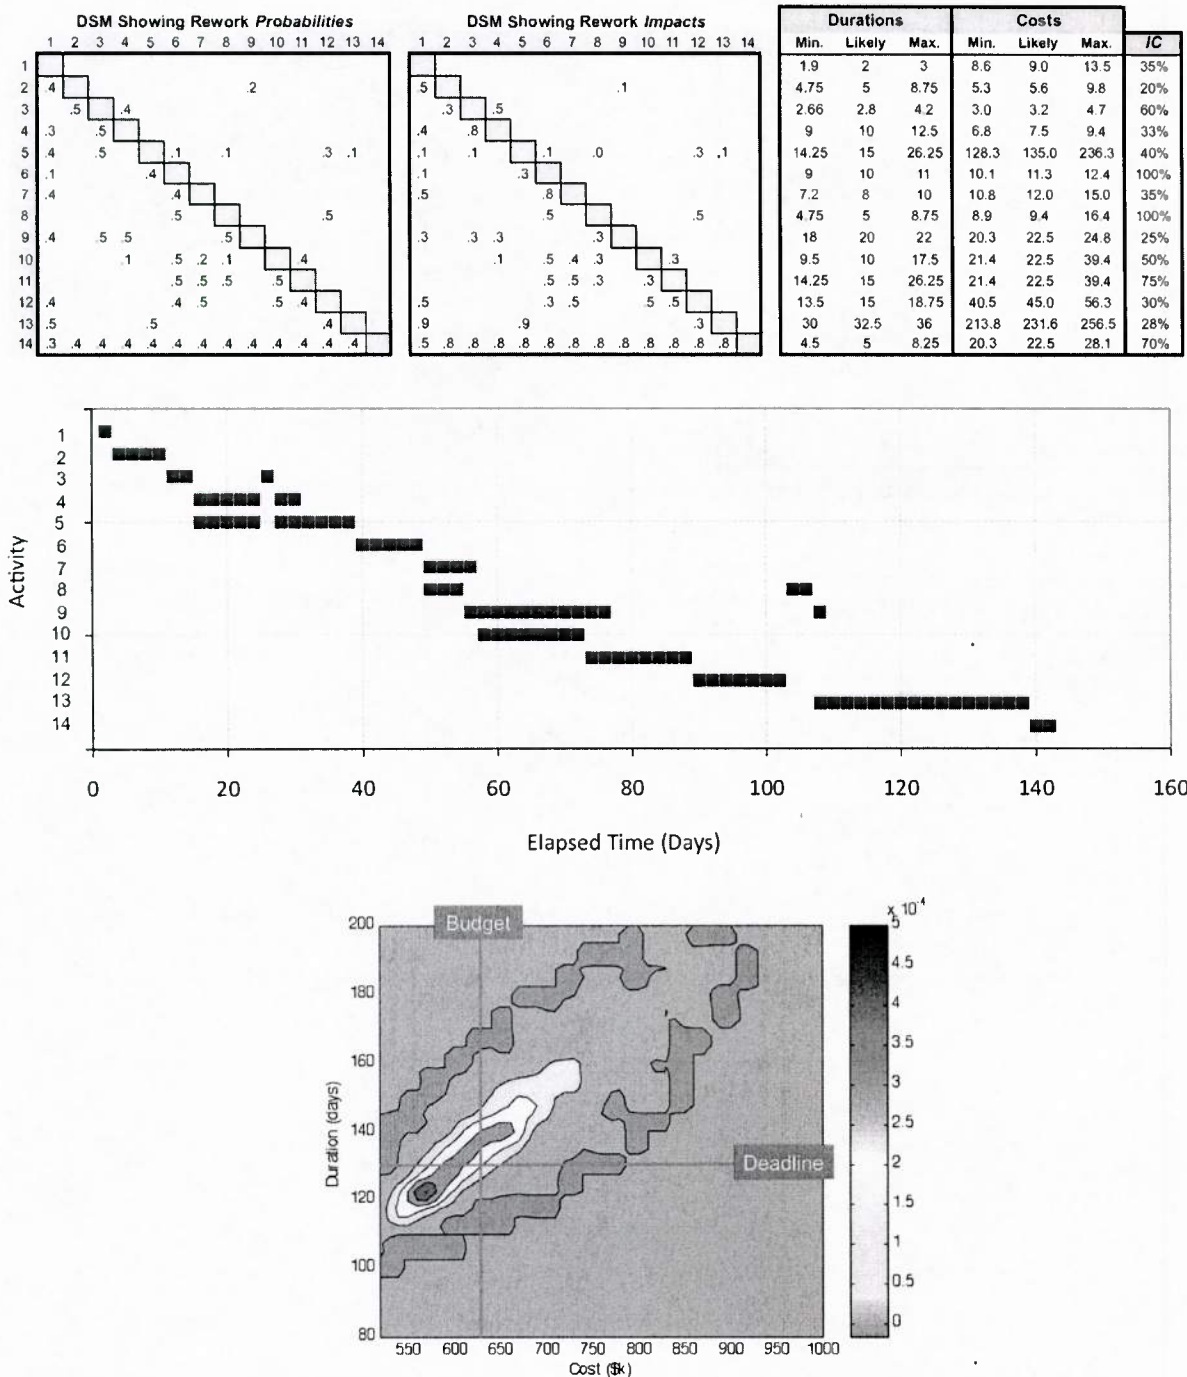 DSM Showing Rework Probabilities
1 2 3 4 5 6 7 8 9 10 11 12 13 14
1
2 .4 .2
3 .5 .4
4 .3 .5
5 .4 .5 .1 .1 .3 .1
6 .1 .4
7 .4 .4
8 .5 .5
9 .4 .5 .5 .5
10 .1 .5 .2 .1 .4
11 .5 .5 .5 .5
12 .4 .4 .5 .5 .4
13 .5 .5 .4
14 .3 .4 .4 .4 .4 .4 .4 .4 .4 .4 .4 .4 .4
DSM Showing Rework Impacts
1 2 3 4 5 6 7 8 9 10 11 12 13 14
.5 .1
.3 .5
.4 .8
.1 .1 .1 .0 .3 .1
.3
.5 .8
.5 .5
.3 .3 .3 .3
.1 .5 .4 .3 .3
.5 .5 .3 .3
.5 .3 .5 .5 .5
.9 .9 .3
.5 .8 .8 .8 .8 .8 .8 .8 .8 .8 .8 .8 .8
Durations Costs
Min. Likely Max. Min. Likely Max. IC
1.9 2 3 8.6 9.0 13.5 35%
4.75 5 8.75 5.3 5.6 9.8 20%
2.66 2.8 4.2 3.0 3.2 4.7 60%
9 10 12.5 6.8 7.5 9.4 33%
14.25 15 26.25 128.3 135.0 236.3 40%
9 10 11 10.1 11.3 12.4 100%
7.2 8 10 10.8 12.0 15.0 35%
4.75 5 8.75 8.9 9.4 16.4 100%
18 20 22 20.3 22.5 24.8 25%
9.5 10 17.5 21.4 22.5 39.4 50%
14.25 15 26.25 21.4 22.5 39.4 75%
13.5 15 18.75 40.5 45.0 56.3 30%
30 32.5 36 213.8 231.6 256.5 28%
4.5 5 8.25 20.3 22.5 28.1 70%
Activity
1
2
3
4
5
6
7
8
9
10
11
12
13
14
0 20 40 60 80 100 120 140 160
Elapsed Time (Days)
Budget
Deadline
Duration (days)
200
180
160
140
120
100
80
550 600 650 700 750 800 850 900 950 1000
Cost ($k)
x 10-4
5
4.5
4
3.5
3
2.5
2
1.5
1
0.5
0